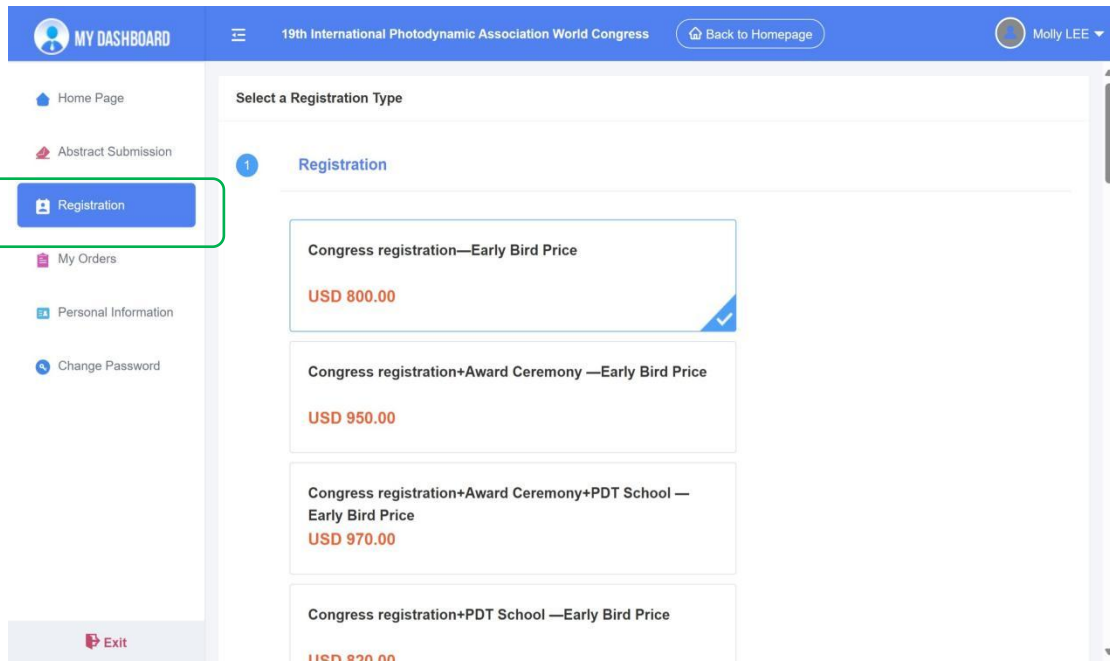 MY DASHBOARD
19th International Photodynamic Association World Congress
Back to Homepage
Molly LEE
Home Page
Abstract Submission
Registration
My Orders
Personal Information
Change Password
Exit
Select a Registration Type
1
Registration
Congress registration—Early Bird Price
USD 800.00
Congress registration+Award Ceremony —Early Bird Price
USD 950.00
Congress registration+Award Ceremony+PDT School —
Early Bird Price
USD 970.00
Congress registration+PDT School —Early Bird Price
USD 820.00